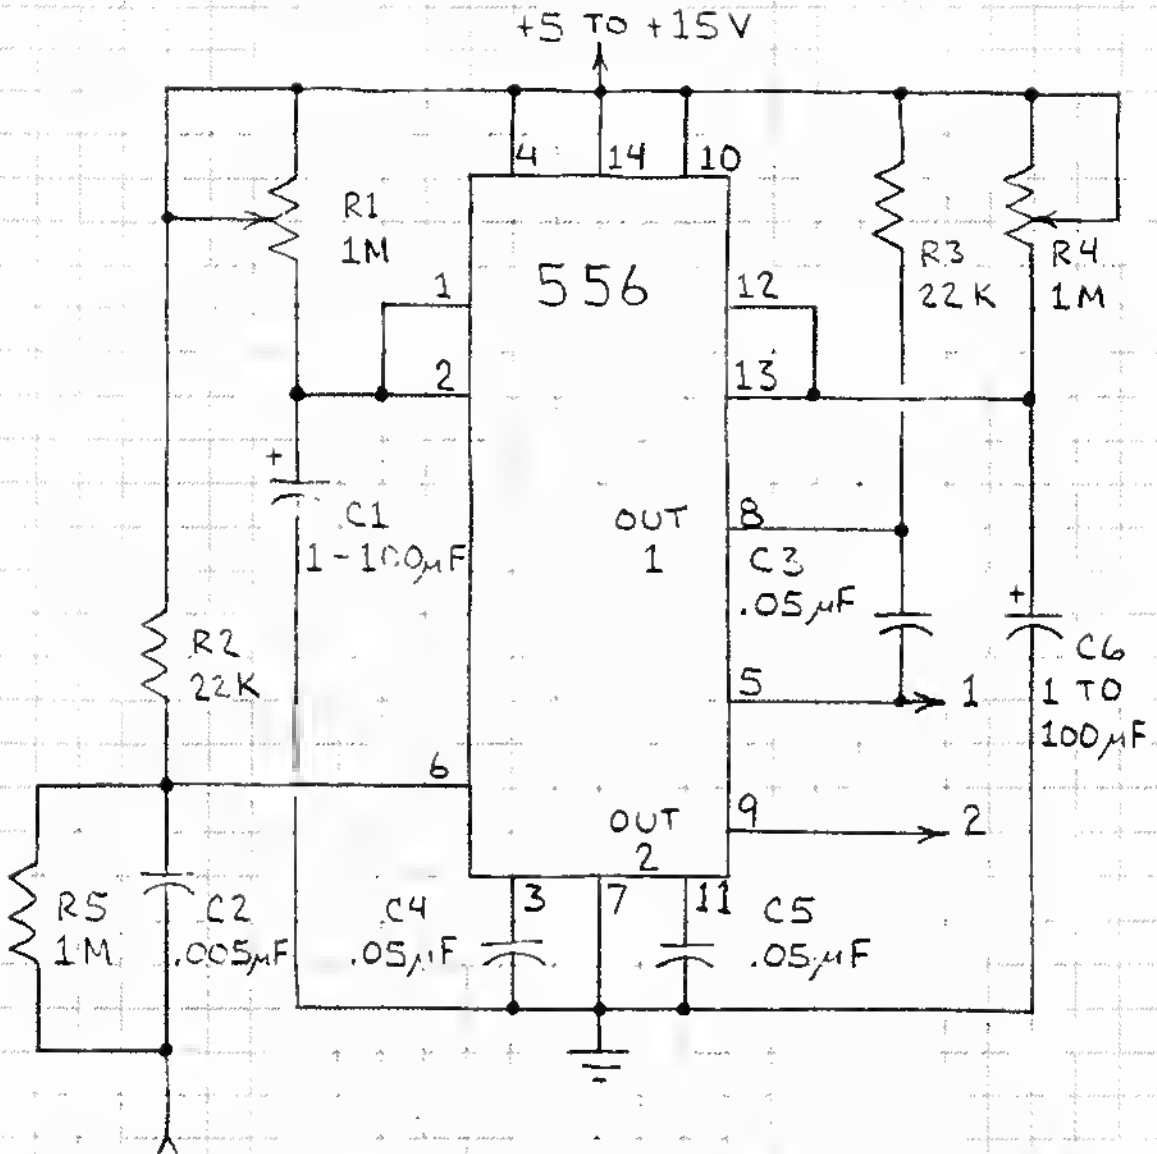 +5 TO +15V
4
14
10
R1
1M
1
556
12
R3
22K
R4
1M
2
13
+
C1
1-100μF
OUT
1
8
C3
.05μF
+
C6
1 TO
100μF
R2
22K
5
1
6
OUT
2
9
2
R5
1M
C2
.005μF
C4
.05μF
3
7
11
C5
.05μF